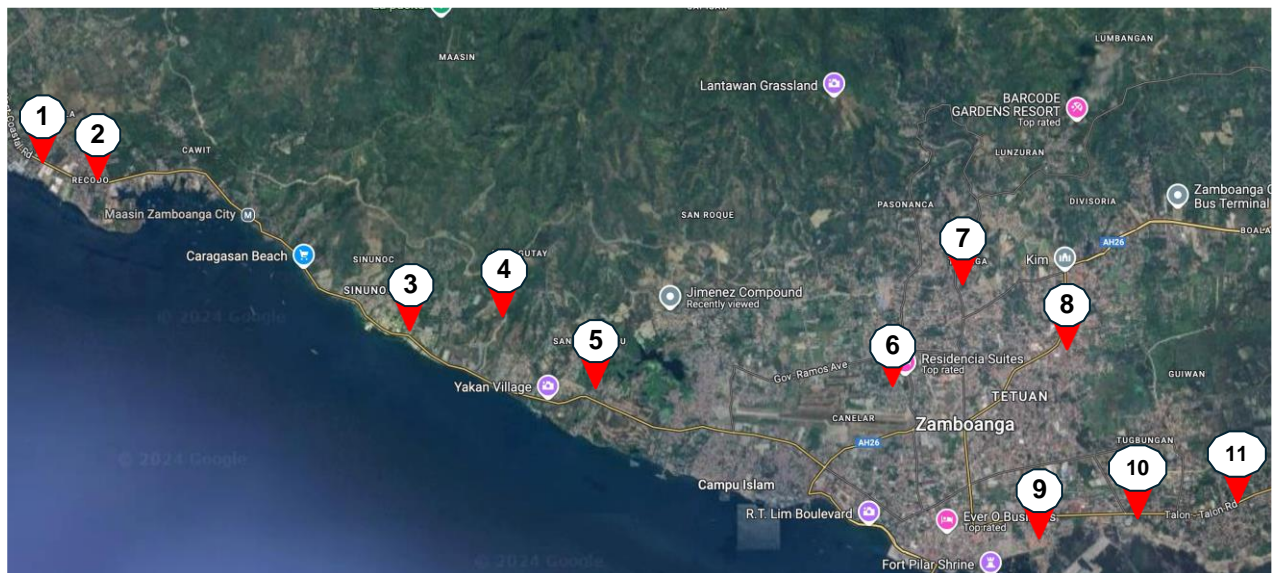 MAASIN
LUMBANGAN
Lantawan Grassland
BARCODE
GARDENS RESORT
Top rated
1
2
CAWIT
RECODO
LUNZURAN
Maasin Zamboanga City
M
SAN ROQUE
PASONANCA
DIVISORIA
Zamboanga
Bus Terminal
AH26
Caragasan Beach
SINUNOC
3
4
7
Kim
Jimenez Compound
Recently viewed
© 2024 Google
5
6
8
Residencia Suites
Top rated
Gov. Ramos Ave
GUIWAN
Yakan Village
TETUAN
CANELAR
Zamboanga
AH26
TUGBUNGAN
© 2024 Google
Campu Islam
9
10
11
R.T. Lim Boulevard
Ever O Busi
Top rated
Talon - Talon Rd
Fort Pilar Shrine
© 2024 Google